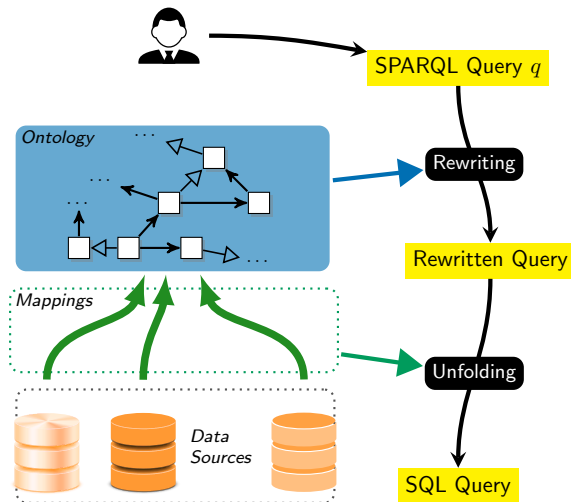 SPARQL Query q
Ontology
. . .
. . .
. . .
. . .
Rewriting
Rewritten Query
Mappings
Unfolding
Data
Sources
SQL Query